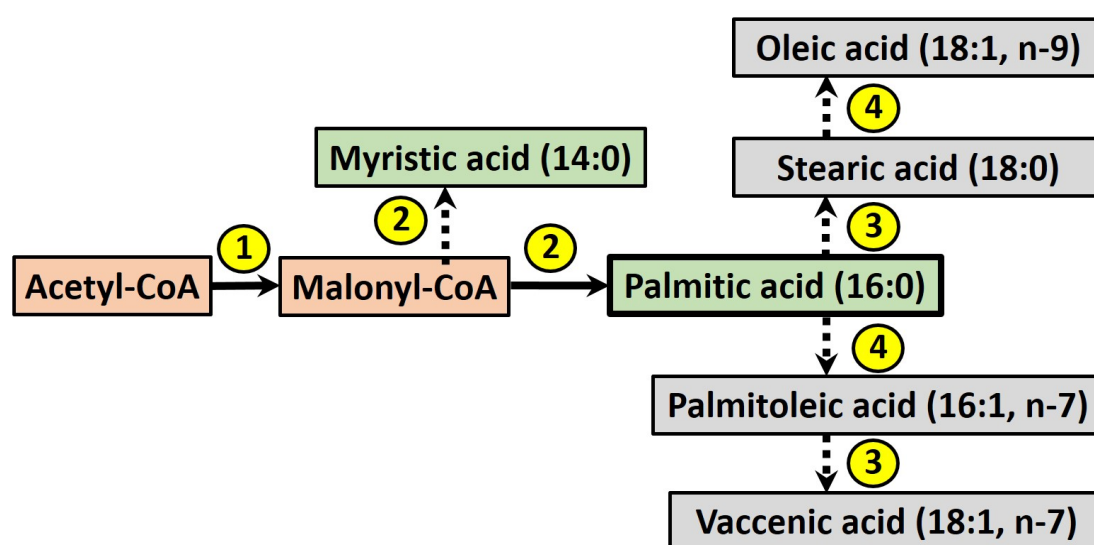 Oleic acid (18:1, n-9)
4
Myristic acid (14:0)
Stearic acid (18:0)
2
3
1
2
Acetyl-CoA
Malonyl-CoA
Palmitic acid (16:0)
4
Palmitoleic acid (16:1, n-7)
3
Vaccenic acid (18:1, n-7)